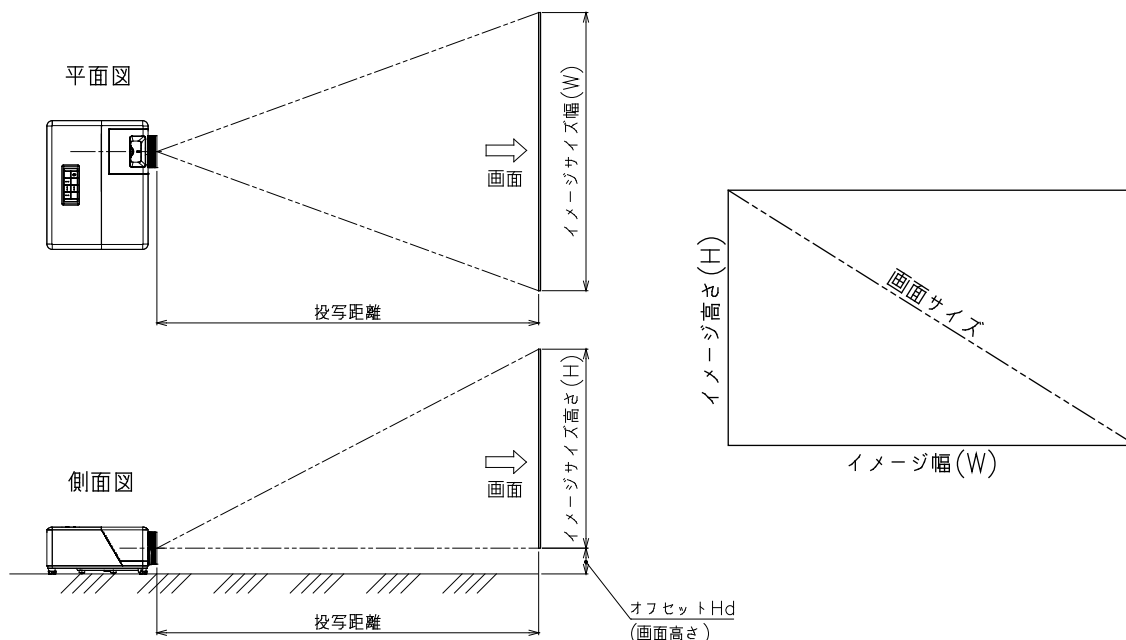 平面図
画面
イメージサイズ幅(W)
投写距離
側面図
画面
イメージサイズ高さ(H)
投写距離
オフセットHd
(画面高さ)
イメージ高さ(H)
画面サイズ
イメージ幅(W)